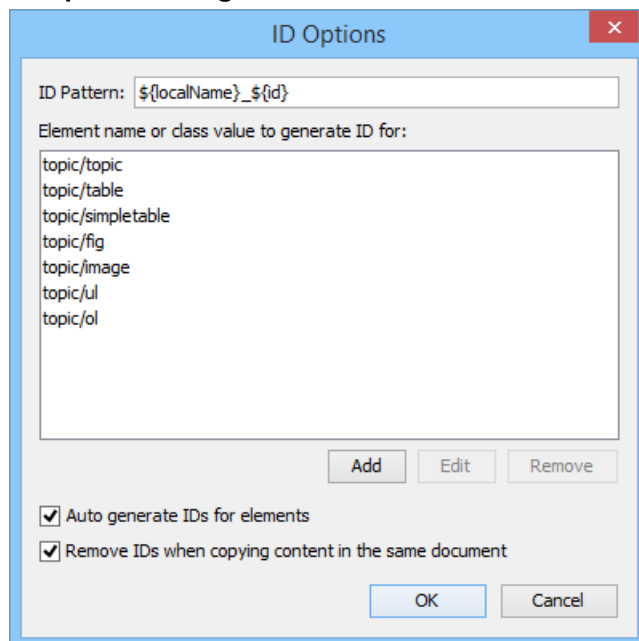 ID Options
ID Pattern: ${localName}_${id}
Element name or class value to generate ID for:
topic/topic
topic/table
topic/simpletable
topic/fig
topic/image
topic/ul
topic/ol
Add Edit Remove
Auto generate IDs for elements
Remove IDs when copying content in the same document
OK Cancel